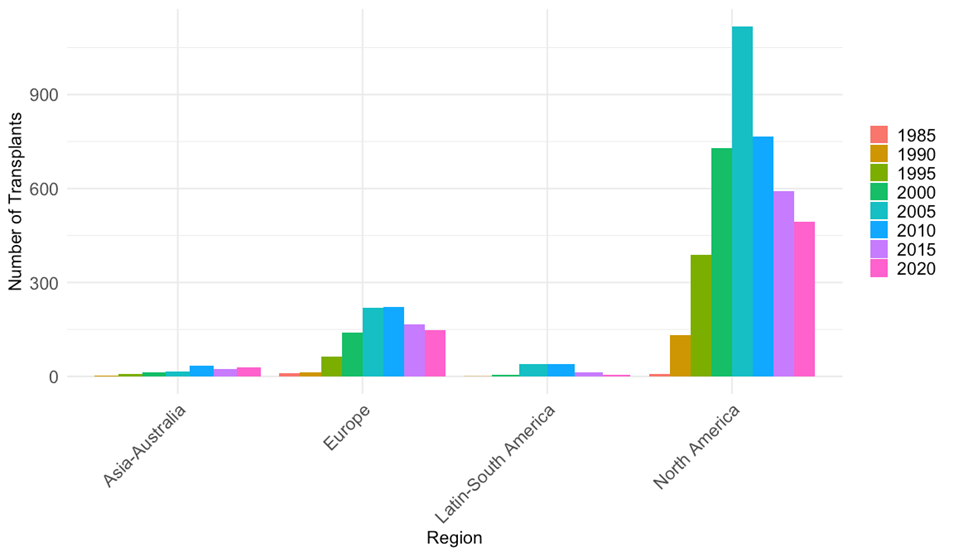 Number of Transplants
900
600
300
0
Asia-Australia
Europe
Latin-South America
North America
Region
1985
1990
1995
2000
2005
2010
2015
2020